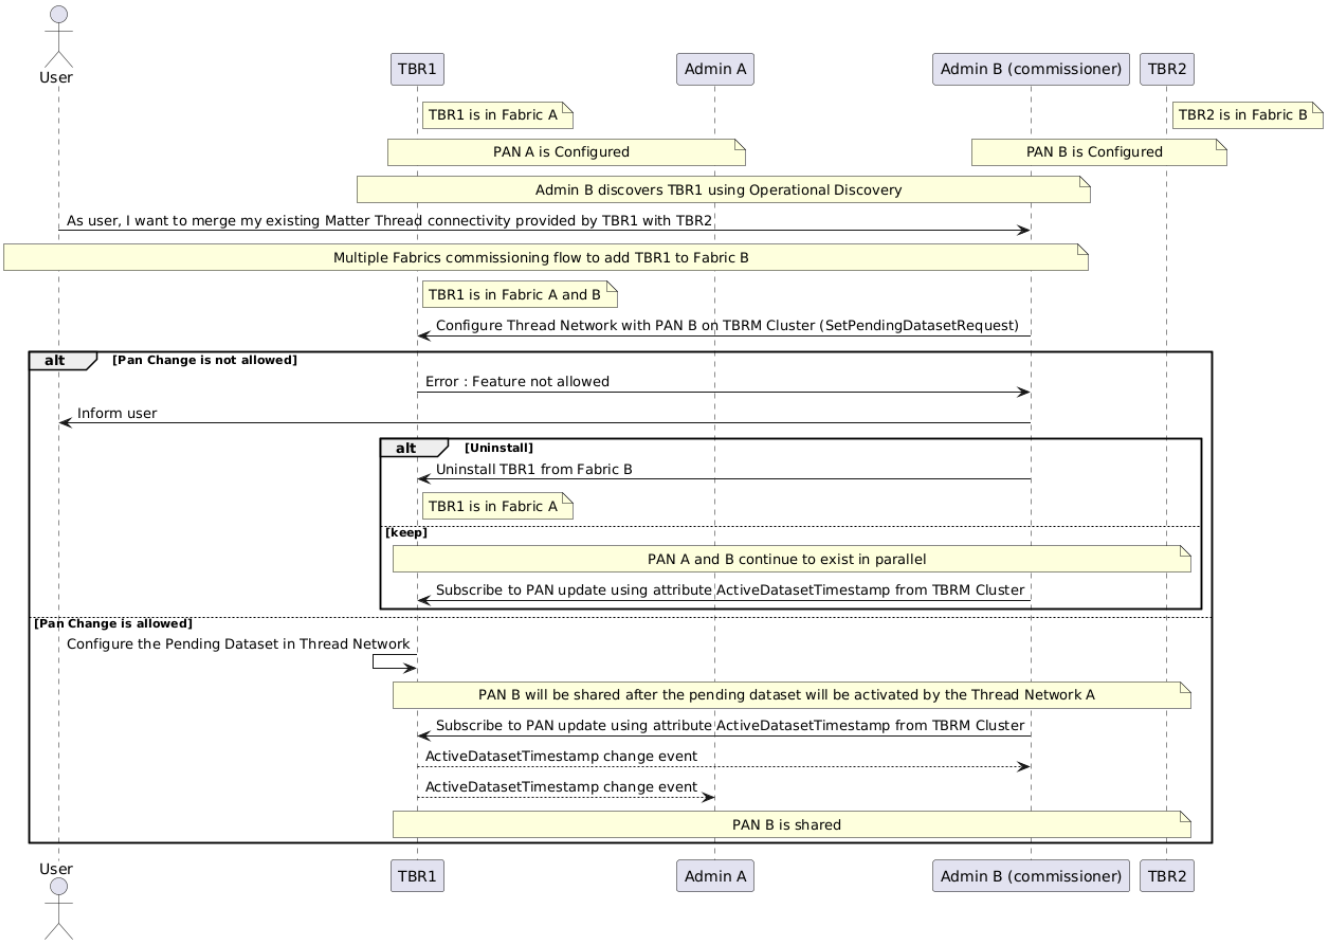 User
TBR1
Admin A
Admin B (commissioner)
TBR2
TBR1 is in Fabric A
TBR2 is in Fabric B
PAN A is Configured
PAN B is Configured
Admin B discovers TBR1 using Operational Discovery
As user, I want to merge my existing Matter Thread connectivity provided by TBR1 with TBR2
Multiple Fabrics commissioning flow to add TBR1 to Fabric B
TBR1 is in Fabric A and B
Configure Thread Network with PAN B on TBRM Cluster (SetPendingDatasetRequest)
alt [Pan Change is not allowed]
Error : Feature not allowed
Inform user
alt [Uninstall]
Uninstall TBR1 from Fabric B
TBR1 is in Fabric A
[keep]
PAN A and B continue to exist in parallel
Subscribe to PAN update using attribute ActiveDatasetTimestamp from TBRM Cluster
[Pan Change is allowed]
Configure the Pending Dataset in Thread Network
PAN B will be shared after the pending dataset will be activated by the Thread Network A
Subscribe to PAN update using attribute ActiveDatasetTimestamp from TBRM Cluster
ActiveDatasetTimestamp change event
ActiveDatasetTimestamp change event
PAN B is shared
User
TBR1
Admin A
Admin B (commissioner)
TBR2